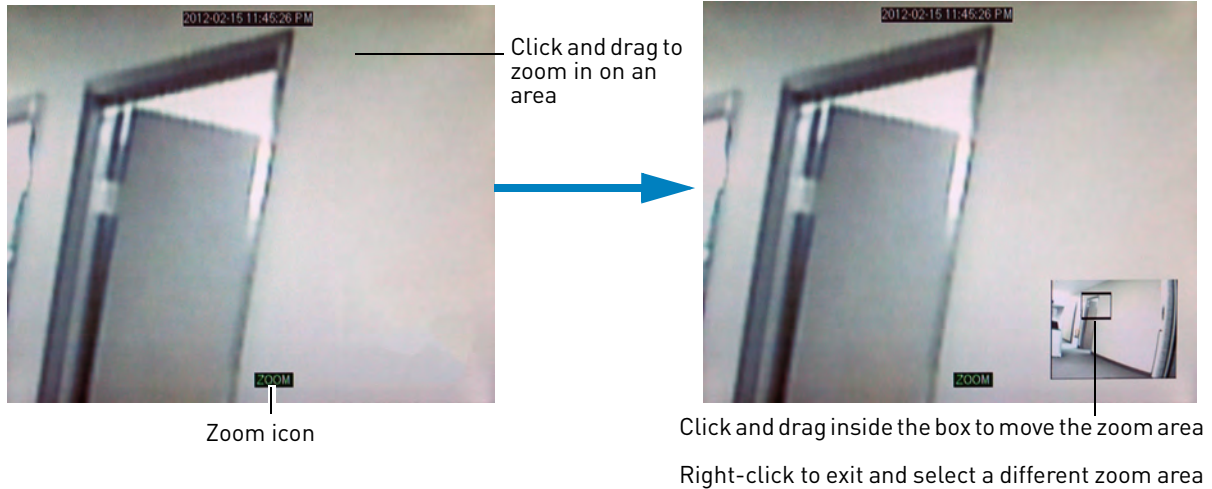 2012-02-15 11:45:26 PM
Click and drag to
zoom in on an
area
ZOOM
Zoom icon
2012-02-15 11:45:26 PM
ZOOM
Click and drag inside the box to move the zoom area
Right-click to exit and select a different zoom area